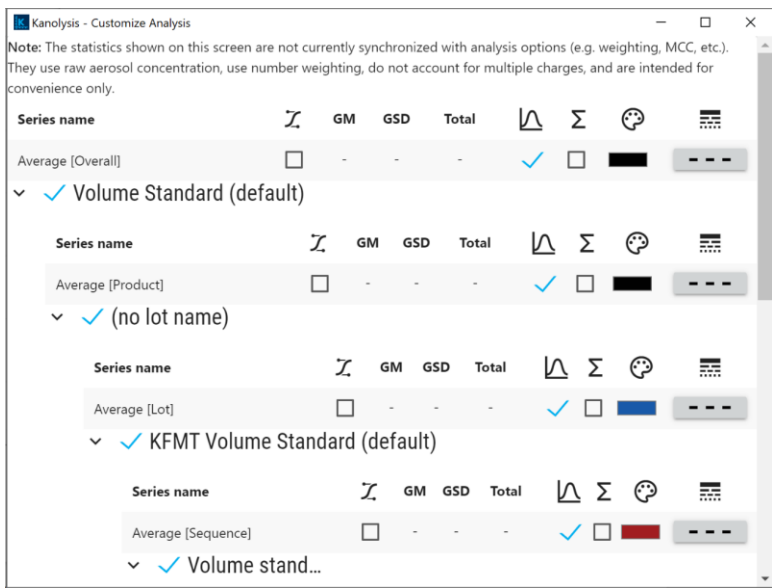 Kanolysis - Customize Analysis
Note: The statistics shown on this screen are not currently synchronized with analysis options (e.g. weighting, MCC, etc.).
They use raw aerosol concentration, use number weighting, do not account for multiple charges, and are intended for
convenience only.
Series name GM GSD Total Σ
Average [Overall] - - -
Volume Standard (default)
Series name GM GSD Total Σ
Average [Product] - - -
(no lot name)
Series name GM GSD Total Σ
Average [Lot] - - -
KFMT Volume Standard (default)
Series name GM GSD Total Σ
Average [Sequence] - - -
Volume stand...